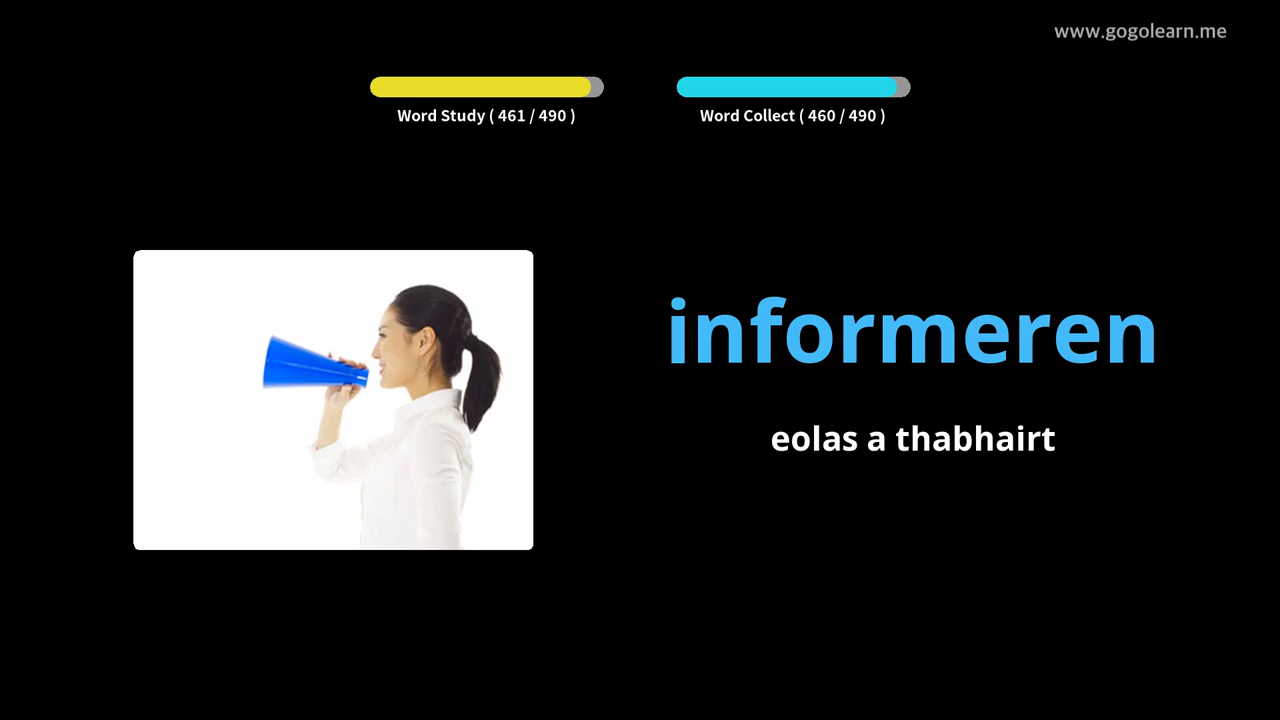 www.gogolearn.me
Word Study ( 461 / 490 )
Word Collect ( 460 / 490 )
informeren
eolas a thabhairt